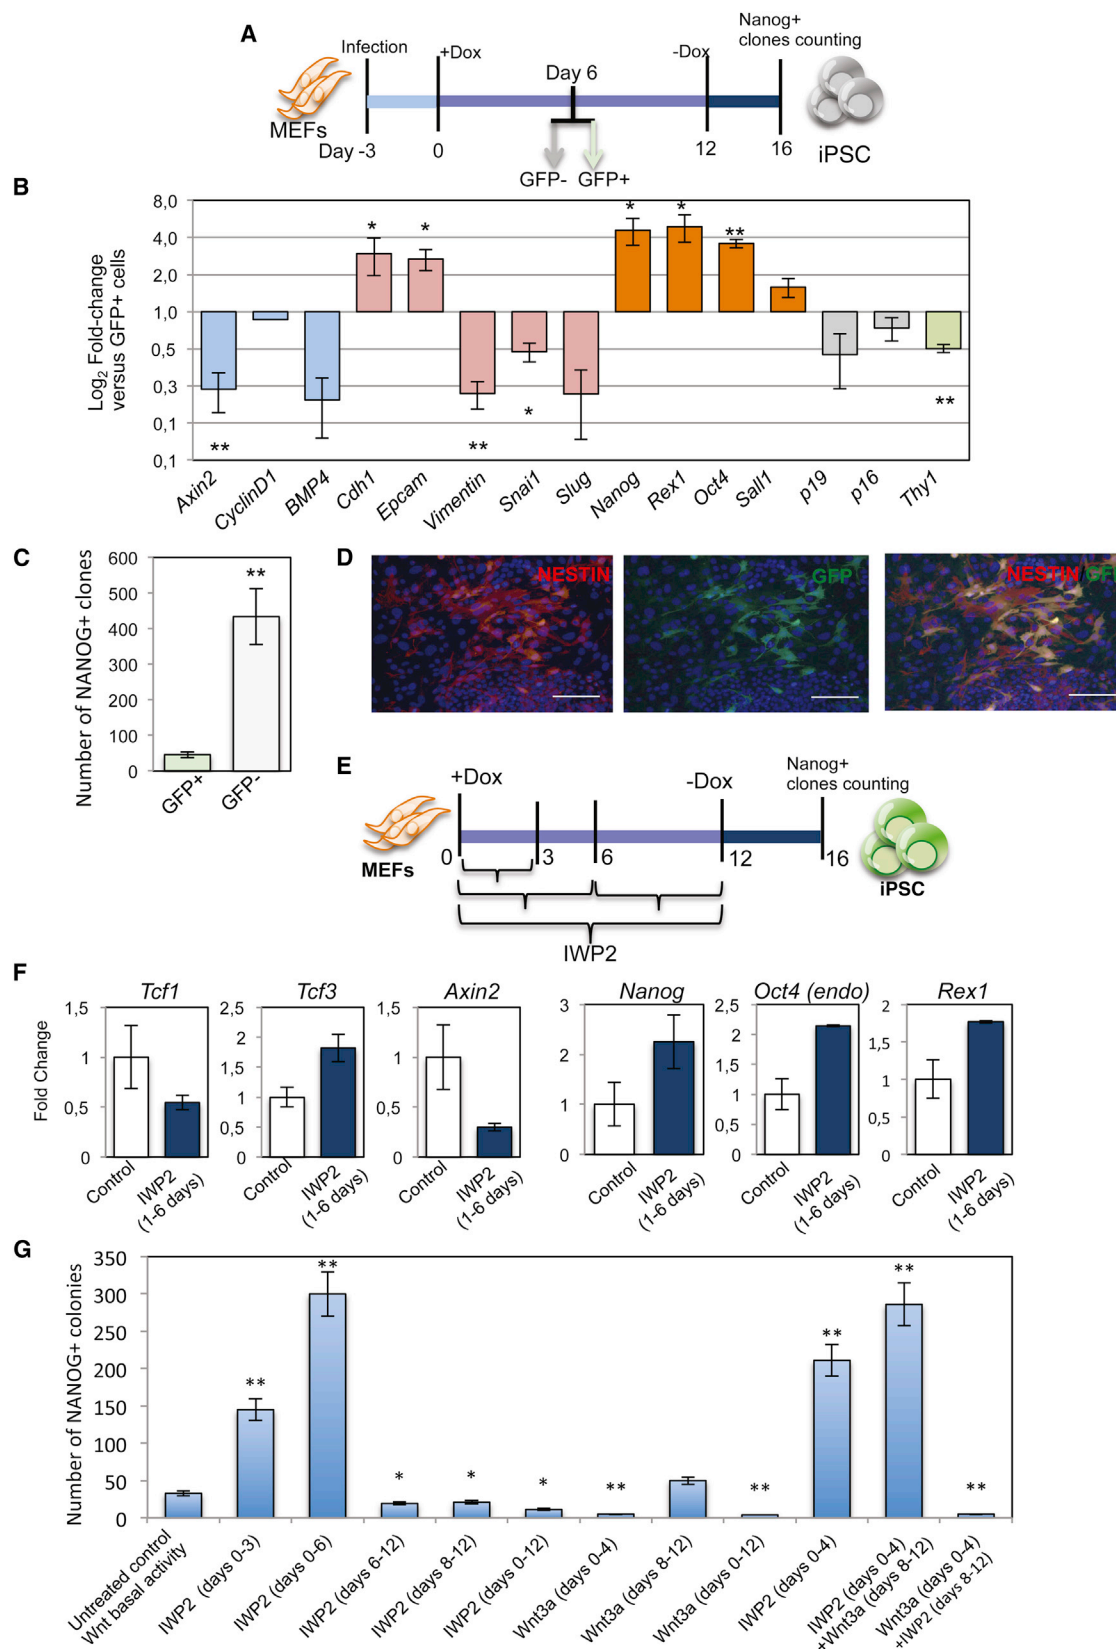 A
Infection
+Dox
Day 6
-Dox
Nanog+
clones counting
MEFs
Day -3
0
12
16
iPSC
GFP-
GFP+
B
Log2 Fold-change
versus GFP+ cells
8,0
4,0
2,0
1,0
0,5
0,3
0,1
0,1
**
*
*
**
*
*
*
**
**
Axin2
CyclinD1
BMP4
Cdh1
Epcam
Vimentin
Snai1
Slug
Nanog
Rex1
Oct4
Sall1
p19
p16
Thy1
C
Number of NANOG+ clones
600
500
400
300
200
100
0
**
GFP+
GFP-
D
NESTIN
GFP
NESTIN GF
E
+Dox
-Dox
Nanog+
clones counting
MEFs
0
3
6
12
16
iPSC
IWP2
F
Fold Change
Tcf1
1,5
1
0,5
0
Control
IWP2
(1-6 days)
Tcf3
2,5
2
1,5
1
0,5
0
Control
IWP2
(1-6 days)
Axin2
1,5
1
0,5
0
Control
IWP2
(1-6 days)
Nanog
3
2
1
0
Control
IWP2
(1-6 days)
Oct4 (endo)
2,5
2
1,5
1
0,5
0
Control
IWP2
(1-6 days)
Rex1
2
1,5
1
0,5
0
Control
IWP2
(1-6 days)
G
Number of NANOG+ colonies
350
300
250
200
150
100
50
0
**
**
*
*
*
**
**
**
**
**
Untreated control
Wnt basal activity
IWP2 (days 0-3)
IWP2 (days 0-6)
IWP2 (days 6-12)
IWP2 (days 8-12)
IWP2 (days 0-12)
Wnt3a (days 0-4)
Wnt3a (days 8-12)
Wnt3a (days 0-12)
IWP2 (days 0-4)
IWP2 (days 0-4)
+Wnt3a (days 8-12)
Wnt3a (days 0-4)
+IWP2 (days 8-12)